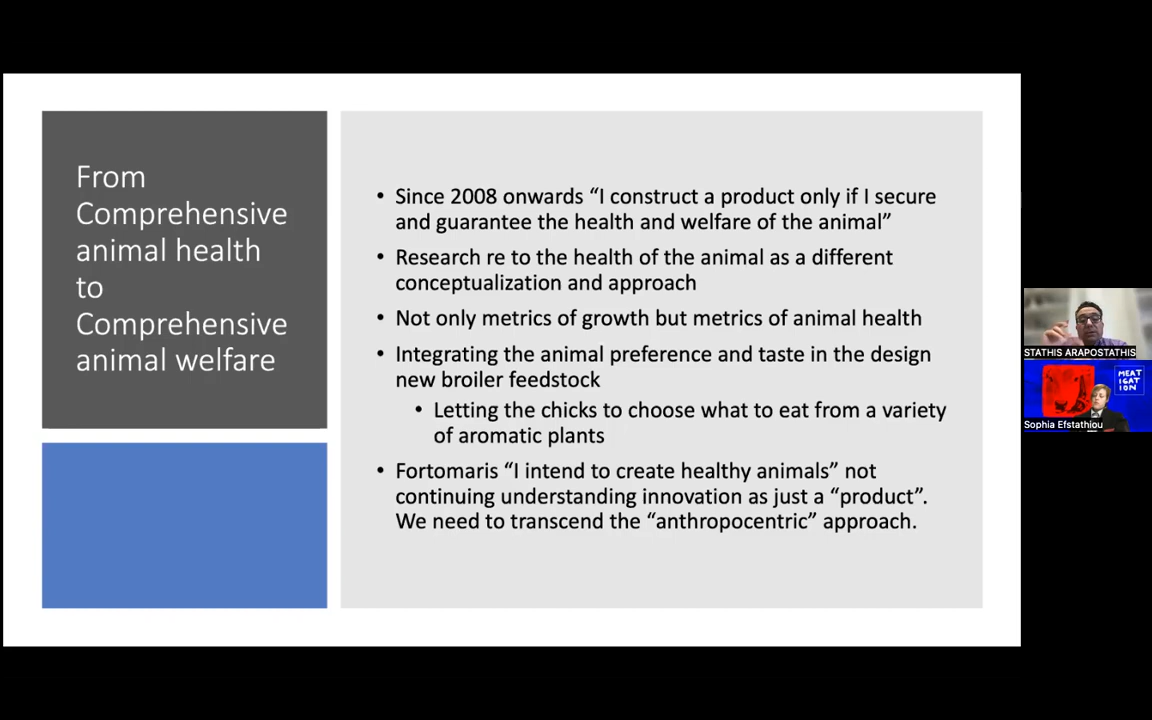 From
Comprehensive
animal health
to
Comprehensive
animal welfare
• Since 2008 onwards “I construct a product only if I secure
and guarantee the health and welfare of the animal”
• Research re to the health of the animal as a different
conceptualization and approach
• Not only metrics of growth but metrics of animal health
• Integrating the animal preference and taste in the design
new broiler feedstock
• Letting the chicks to choose what to eat from a variety
of aromatic plants
• Fortomaris “I intend to create healthy animals” not
continuing understanding innovation as just a “product”.
We need to transcend the “anthropocentric” approach.
STATHIS ARAPOSTATHIS
MEAT
IGAT
ION
Sophia Efstathiou